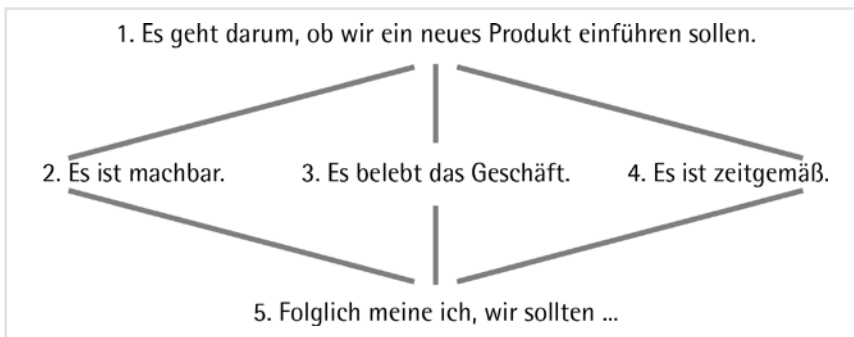 1. Es geht darum, ob wir ein neues Produkt einführen sollen.
2. Es ist machbar.
3. Es belebt das Geschäft.
4. Es ist zeitgemäß.
5. Folglich meine ich, wir sollten ...